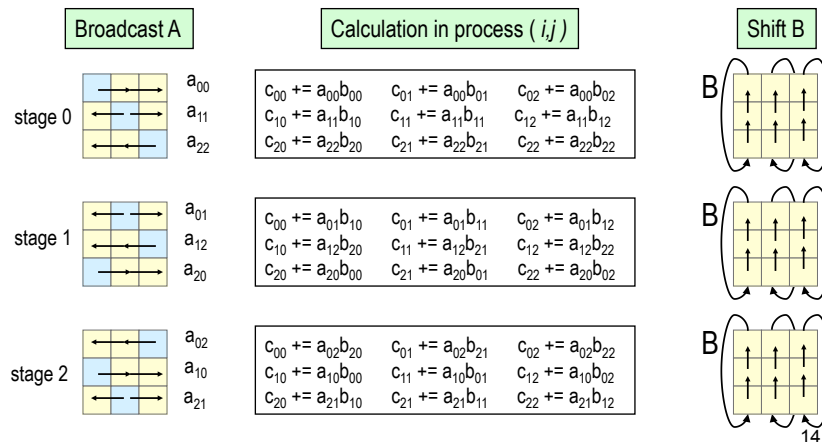 Broadcast A Calculation in process ( i,j ) Shift B
stage 0
a00
a11
a22
c00 += a00b00 c01 += a00b01 c02 += a00b02
c10 += a11b10 c11 += a11b11 c12 += a11b12
c20 += a22b20 c21 += a22b21 c22 += a22b22
B
stage 1
a01
a12
a20
c00 += a01b10 c01 += a01b11 c02 += a01b12
c10 += a12b20 c11 += a12b21 c12 += a12b22
c20 += a20b00 c21 += a20b01 c22 += a20b02
B
stage 2
a02
a10
a21
c00 += a02b20 c01 += a02b21 c02 += a02b22
c10 += a10b00 c11 += a10b01 c12 += a10b02
c20 += a21b10 c21 += a21b11 c22 += a21b12
B
14